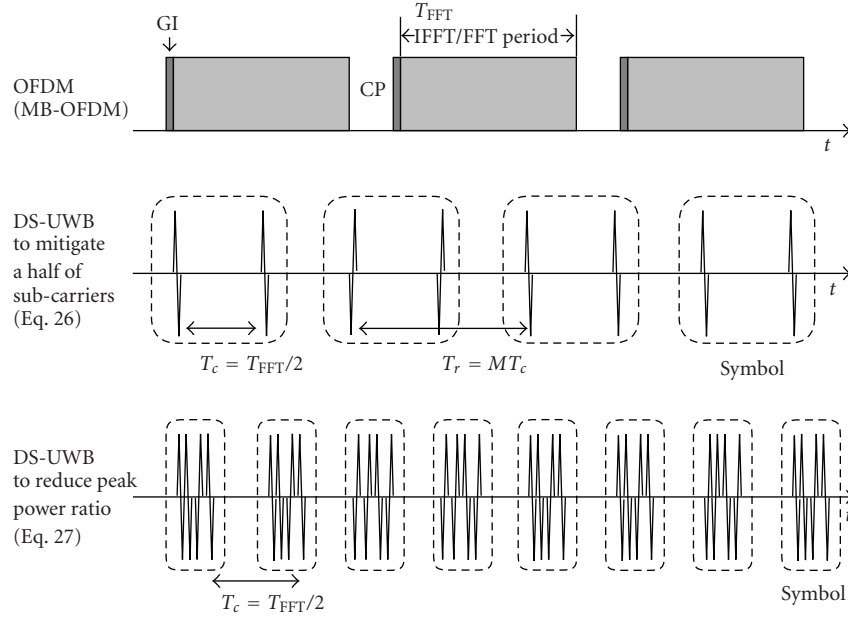 T_FFT
GI
IFFT/FFT period
OFDM
(MB-OFDM)
CP
t
DS-UWB
to mitigate
a half of
sub-carriers
(Eq. 26)
t
T_c = T_FFT/2
T_r = MT_c
Symbol
DS-UWB
to reduce peak
power ratio
(Eq. 27)
t
T_c = T_FFT/2
Symbol